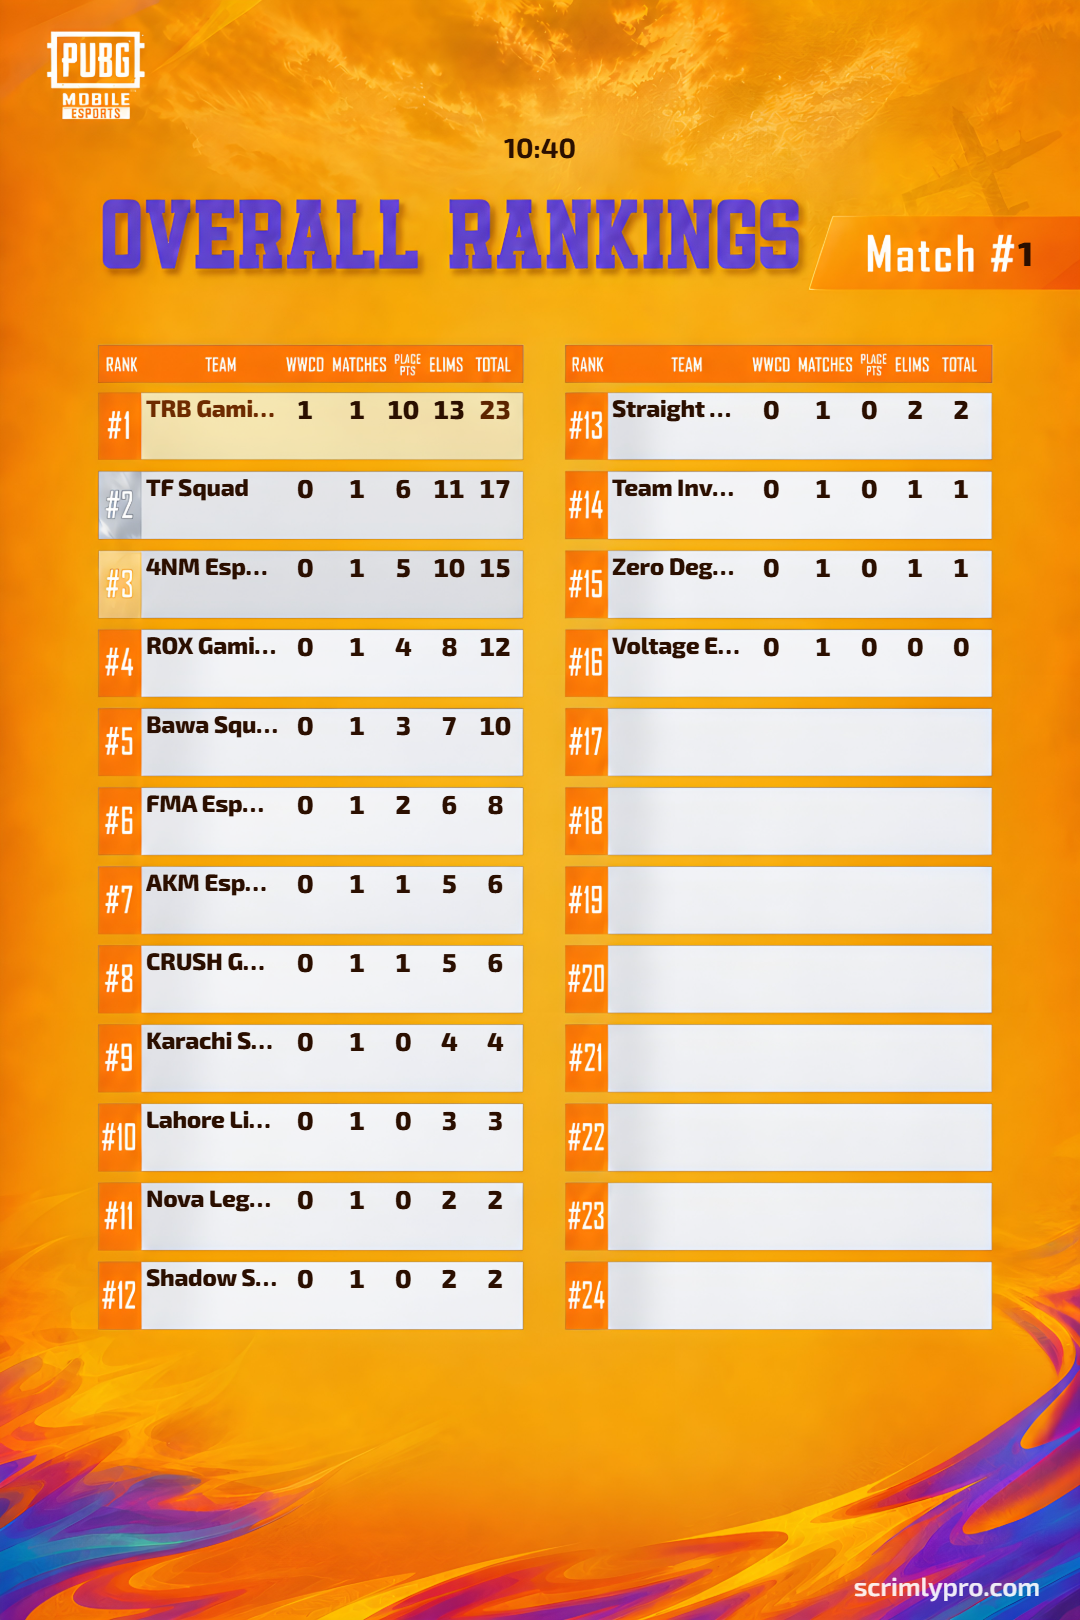 PUBG
MOBILE
ESPORTS
10:40
OVERALL RANKINGS
Match #1
RANK TEAM WWCD MATCHES PLACE PTS ELIMS TOTAL
#1 TRB Gami... 1 1 10 13 23
#2 TF Squad 0 1 6 11 17
#3 4NM Esp... 0 1 5 10 15
#4 ROX Gami... 0 1 4 8 12
#5 Bawa Squ... 0 1 3 7 10
#6 FMA Esp... 0 1 2 6 8
#7 AKM Esp... 0 1 1 5 6
#8 CRUSH G... 0 1 1 5 6
#9 Karachi S... 0 1 0 4 4
#10 Lahore Li... 0 1 0 3 3
#11 Nova Leg... 0 1 0 2 2
#12 Shadow S... 0 1 0 2 2
RANK TEAM WWCD MATCHES PLACE PTS ELIMS TOTAL
#13 Straight ... 0 1 0 2 2
#14 Team Inv... 0 1 0 1 1
#15 Zero Deg... 0 1 0 1 1
#16 Voltage E... 0 1 0 0 0
#17
#18
#19
#20
#21
#22
#23
#24
scrimlypro.com